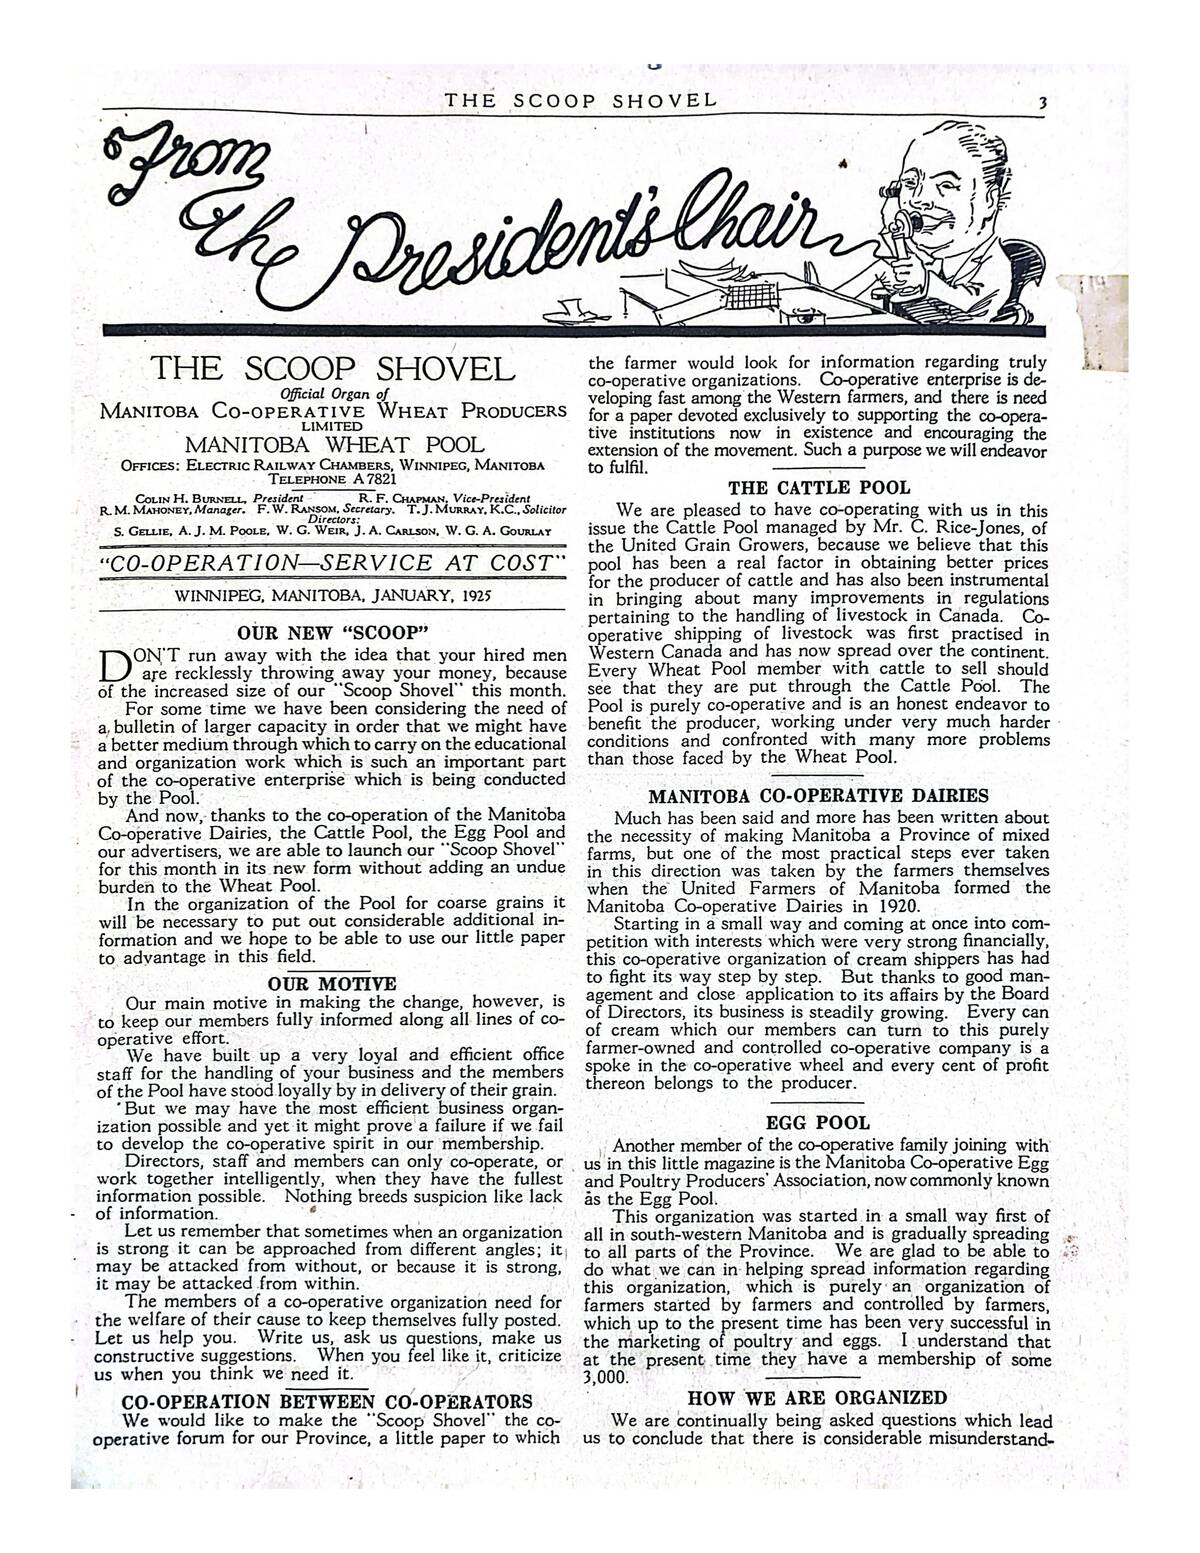 THE SCOOP SHOVEL
3
From
The President's Chair
THE SCOOP SHOVEL
Official Organ of
MANITOBA CO-OPERATIVE WHEAT PRODUCERS
LIMITED
MANITOBA WHEAT POOL
OFFICES: ELECTRIC RAILWAY CHAMBERS, WINNIPEG, MANITOBA
TELEPHONE A 7821
COLIN H. BURNELL, President R. F. CHAPMAN, Vice-President
R. M. MAHONEY, Manager. F. W. RANSOM, Secretary. T. J. MURRAY, K.C., Solicitor
Directors:
S. GELLIE, A. J. M. POOLE, W. G. WEIR, J. A. CARLSON, W. G. A. GOURLAY
"CO-OPERATION—SERVICE AT COST"
WINNIPEG, MANITOBA, JANUARY, 1925
OUR NEW "SCOOP"
DON'T run away with the idea that your hired men
are recklessly throwing away your money, because
of the increased size of our "Scoop Shovel" this month.
For some time we have been considering the need of
a bulletin of larger capacity in order that we might have
a better medium through which to carry on the educational
and organization work which is such an important part
of the co-operative enterprise which is being conducted
by the Pool.
And now, thanks to the co-operation of the Manitoba
Co-operative Dairies, the Cattle Pool, the Egg Pool and
our advertisers, we are able to launch our "Scoop Shovel"
for this month in its new form without adding an undue
burden to the Wheat Pool.
In the organization of the Pool for coarse grains it
will be necessary to put out considerable additional in-
formation and we hope to be able to use our little paper
to advantage in this field.
OUR MOTIVE
Our main motive in making the change, however, is
to keep our members fully informed along all lines of co-
operative effort.
We have built up a very loyal and efficient office
staff for the handling of your business and the members
of the Pool have stood loyally by in delivery of their grain.
But we may have the most efficient business organ-
ization possible and yet it might prove a failure if we fail
to develop the co-operative spirit in our membership.
Directors, staff and members can only co-operate, or
work together intelligently, when they have the fullest
information possible. Nothing breeds suspicion like lack
of information.
Let us remember that sometimes when an organization
is strong it can be approached from different angles; it
may be attacked from without, or because it is strong,
it may be attacked from within.
The members of a co-operative organization need for
the welfare of their cause to keep themselves fully posted.
Let us help you. Write us, ask us questions, make us
constructive suggestions. When you feel like it, criticize
us when you think we need it.
CO-OPERATION BETWEEN CO-OPERATORS
We would like to make the "Scoop Shovel" the co-
operative forum for our Province, a little paper to which
the farmer would look for information regarding truly
co-operative organizations. Co-operative enterprise is de-
veloping fast among the Western farmers, and there is need
for a paper devoted exclusively to supporting the co-opera-
tive institutions now in existence and encouraging the
extension of the movement. Such a purpose we will endeavor
to fulfil.
THE CATTLE POOL
We are pleased to have co-operating with us in this
issue the Cattle Pool managed by Mr. C. Rice-Jones, of
the United Grain Growers, because we believe that this
pool has been a real factor in obtaining better prices
for the producer of cattle and has also been instrumental
in bringing about many improvements in regulations
pertaining to the handling of livestock in Canada. Co-
operative shipping of livestock was first practised in
Western Canada and has now spread over the continent.
Every Wheat Pool member with cattle to sell should
see that they are put through the Cattle Pool. The
Pool is purely co-operative and is an honest endeavor to
benefit the producer, working under very much harder
conditions and confronted with many more problems
than those faced by the Wheat Pool.
MANITOBA CO-OPERATIVE DAIRIES
Much has been said and more has been written about
the necessity of making Manitoba a Province of mixed
farms, but one of the most practical steps ever taken
in this direction was taken by the farmers themselves
when the United Farmers of Manitoba formed the
Manitoba Co-operative Dairies in 1920.
Starting in a small way and coming at once into com-
petition with interests which were very strong financially,
this co-operative organization of cream shippers has had
to fight its way step by step. But thanks to good man-
agement and close application to its affairs by the Board
of Directors, its business is steadily growing. Every can
of cream which our members can turn to this purely
farmer-owned and controlled co-operative company is a
spoke in the co-operative wheel and every cent of profit
thereon belongs to the producer.
EGG POOL
Another member of the co-operative family joining with
us in this little magazine is the Manitoba Co-operative Egg
and Poultry Producers' Association, now commonly known
as the Egg Pool.
This organization was started in a small way first of
all in south-western Manitoba and is gradually spreading
to all parts of the Province. We are glad to be able to
do what we can in helping spread information regarding
this organization, which is purely an organization of
farmers started by farmers and controlled by farmers,
which up to the present time has been very successful in
the marketing of poultry and eggs. I understand that
at the present time they have a membership of some
3,000.
HOW WE ARE ORGANIZED
We are continually being asked questions which lead
us to conclude that there is considerable misunderstand-